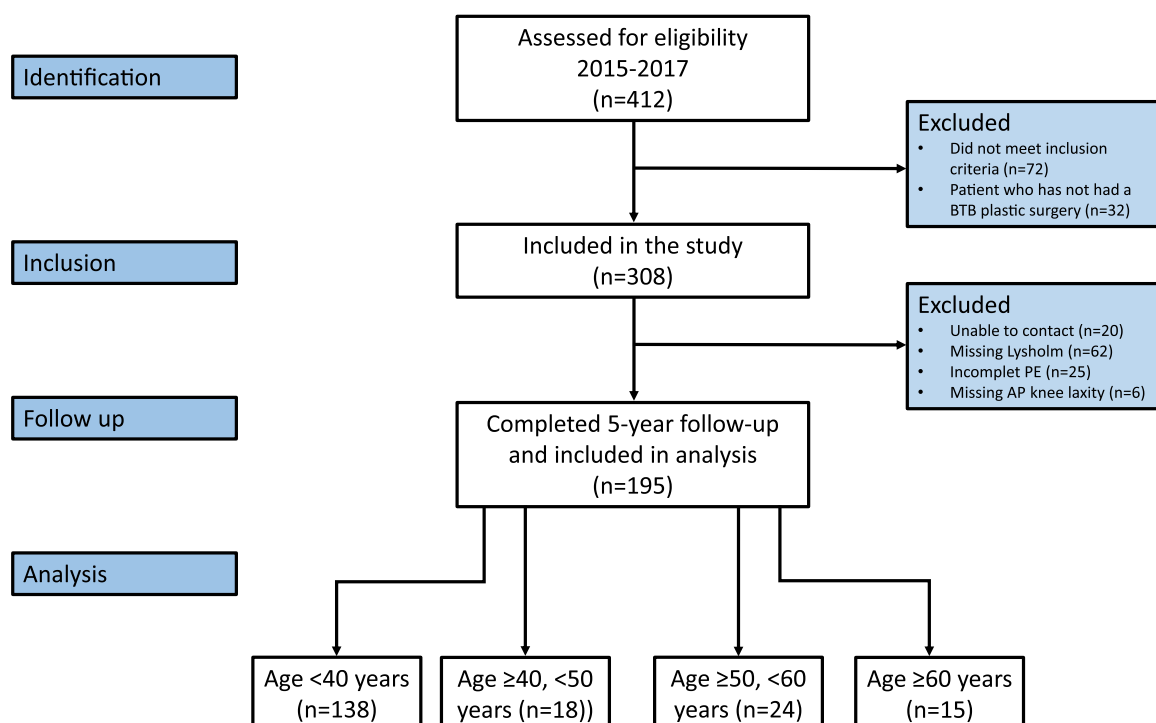 Assessed for eligibility
2015-2017
(n=412)
Identification
Excluded
• Did not meet inclusion
criteria (n=72)
• Patient who has not had a
BTB plastic surgery (n=32)
Inclusion
Included in the study
(n=308)
Excluded
• Unable to contact (n=20)
• Missing Lysholm (n=62)
• Incomplet PE (n=25)
• Missing AP knee laxity (n=6)
Follow up
Completed 5-year follow-up
and included in analysis
(n=195)
Analysis
Age <40 years
(n=138)
Age ≥40, <50
years (n=18))
Age ≥50, <60
years (n=24)
Age ≥60 years
(n=15)